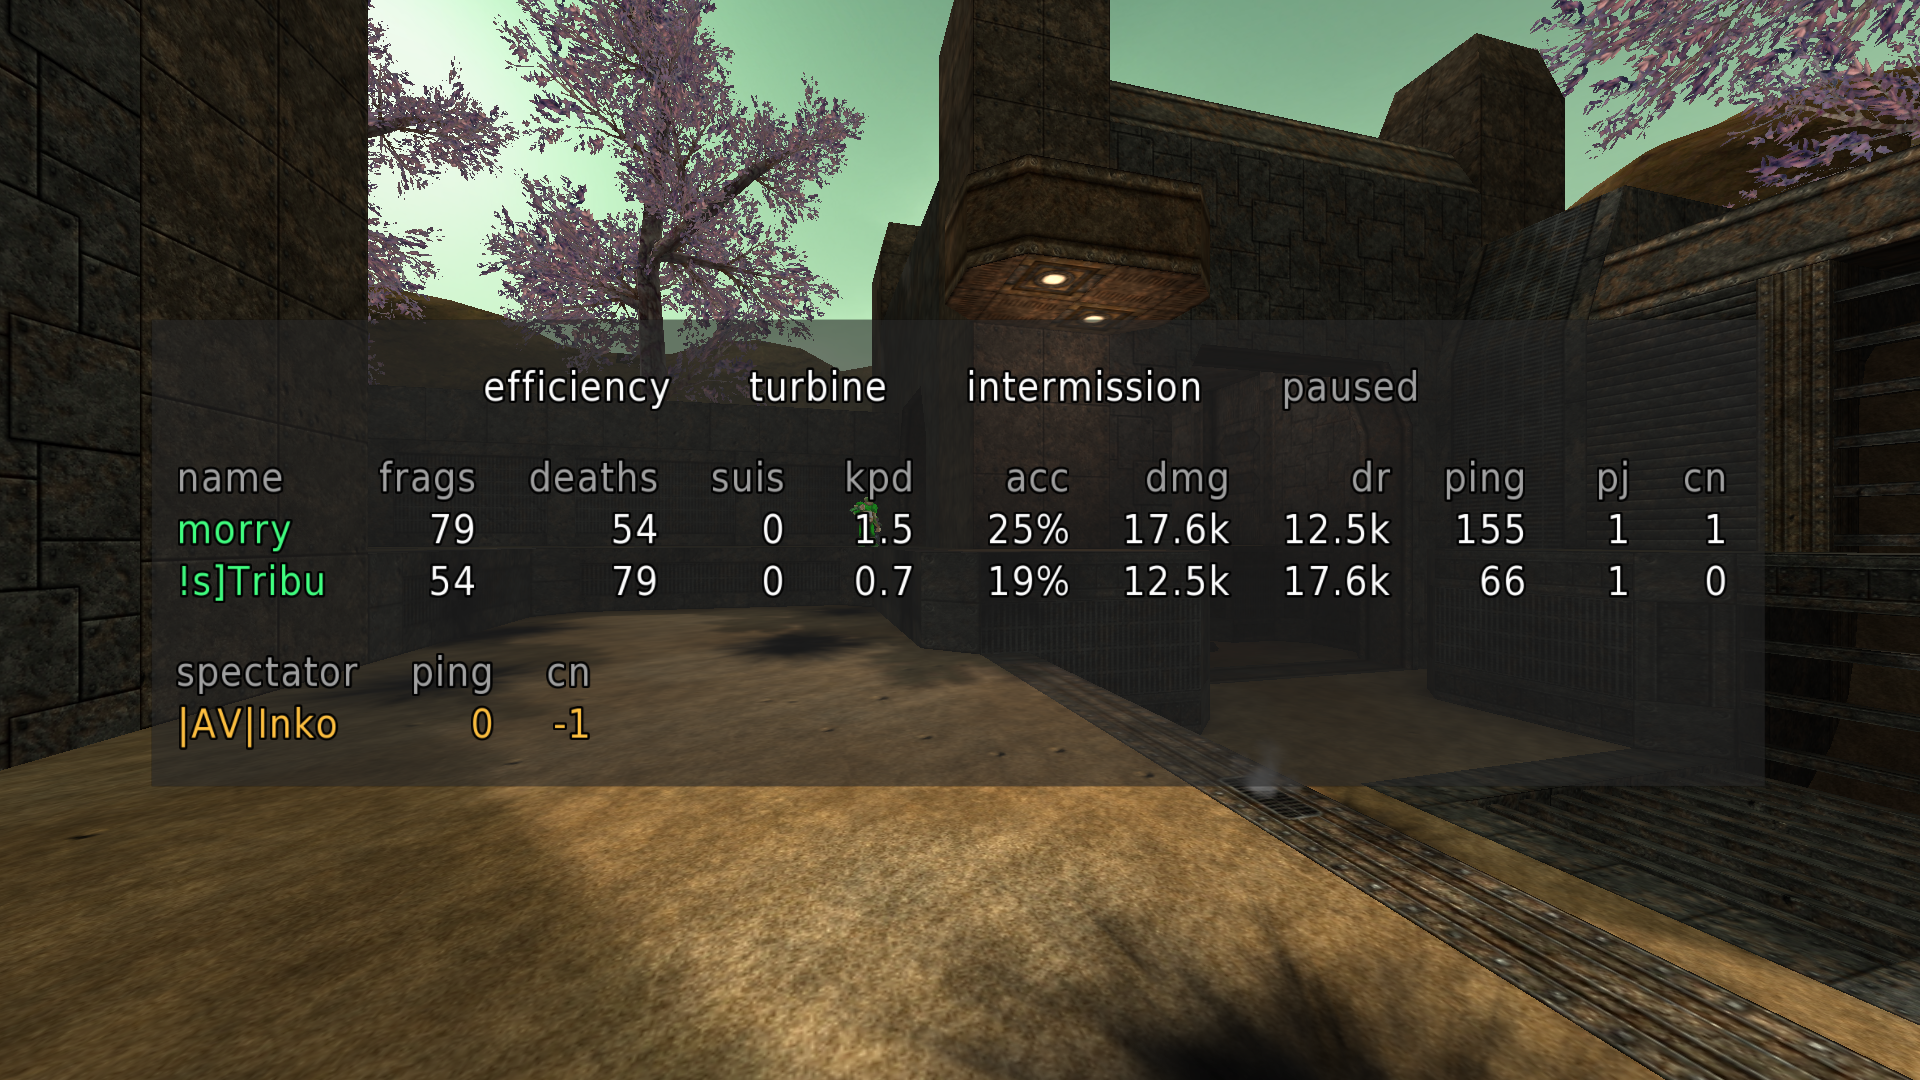 efficiency turbine intermission paused
name frags deaths suis kpd acc dmg dr ping pj cn
morry 79 54 0 1.5 25% 17.6k 12.5k 155 1 1
!s]Tribu 54 79 0 0.7 19% 12.5k 17.6k 66 1 0
spectator ping cn
|AV|Inko 0 -1